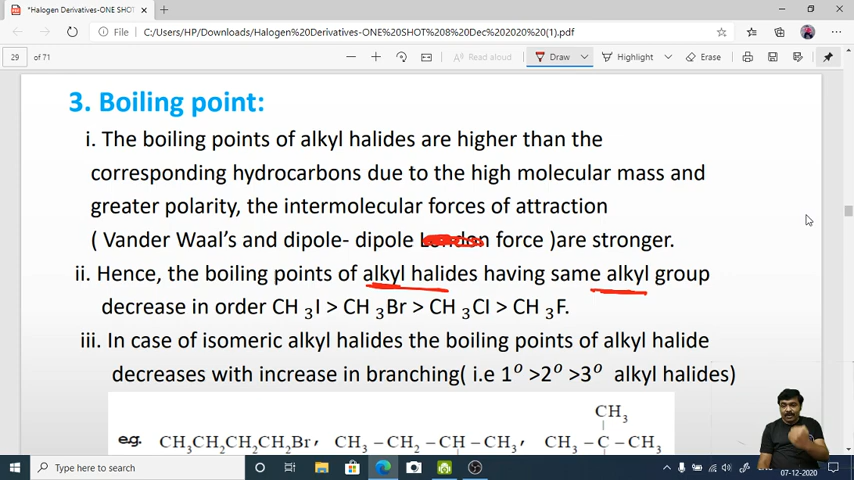 *Halogen Derivatives-ONE SHOT
File
C:/Users/HP/Downloads/Halogen%20Derivatives-ONE%20SHOT%208%20Dec%202020%20(1).pdf
29 of 71
Read aloud
Draw
Highlight
Erase
3. Boiling point:
i. The boiling points of alkyl halides are higher than the
corresponding hydrocarbons due to the high molecular mass and
greater polarity, the intermolecular forces of attraction
( Vander Waal's and dipole- dipole London force )are stronger.
ii. Hence, the boiling points of alkyl halides having same alkyl group
decrease in order CH ₃I > CH ₃Br > CH ₃Cl > CH ₃F.
iii. In case of isomeric alkyl halides the boiling points of alkyl halide
decreases with increase in branching( i.e 1⁰ >2⁰ >3⁰ alkyl halides)
CH₃
e.g. CH₃CH₂CH₂CH₂Br, CH₃ –CH₂ –CH –CH₃, CH₃ –C –CH₃
Type here to search
07-12-2020